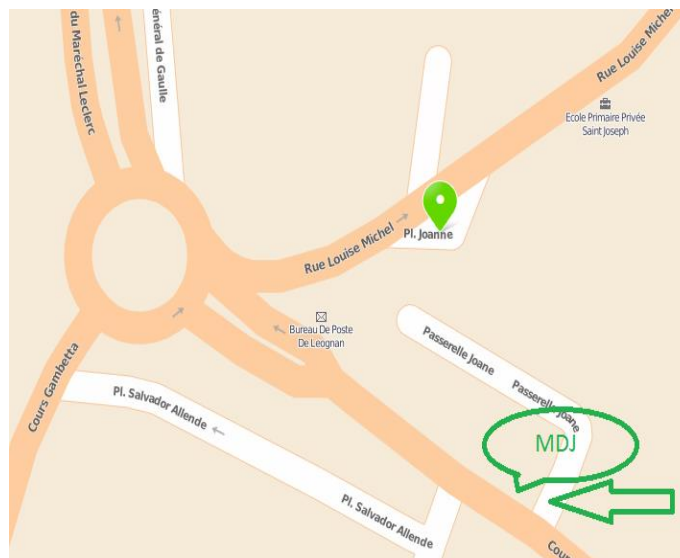 du Maréchal Leclerc
énéral de Gaulle
Rue Louise Michel
Ecole Primaire Privée
Saint Joseph
Pl. Joanne
Rue Louise Michel
Bureau De Poste
De Leognan
Passerelle Joane
Passerelle Joane
Cours Gambetta
Pl. Salvador Allende
MDJ
Pl. Salvador Allende
Cou